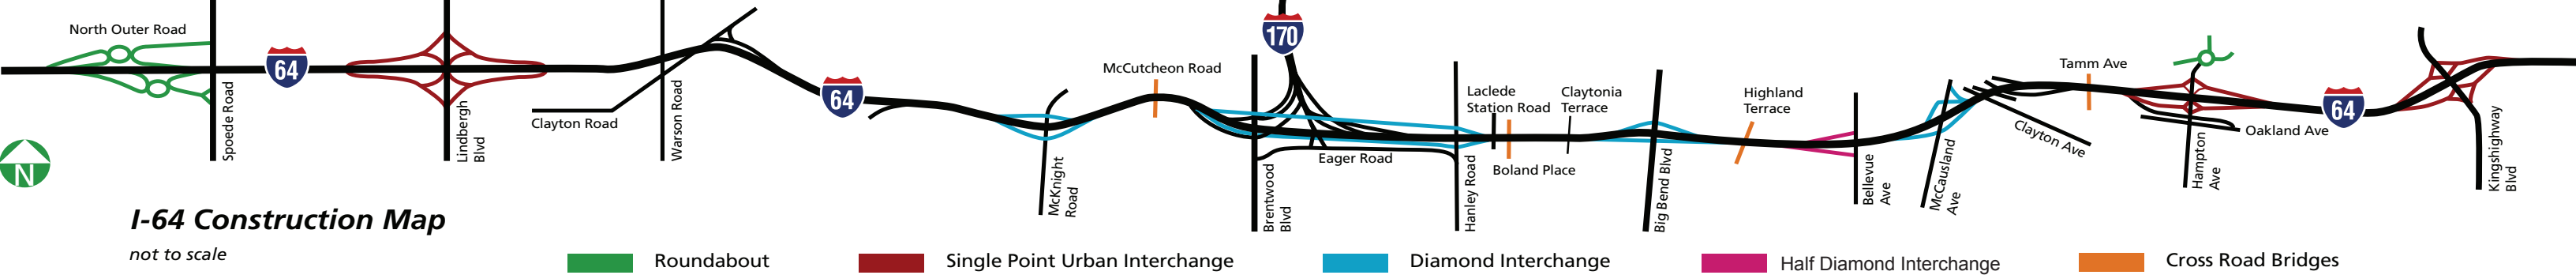 North Outer Road
Spoede Road
64
Lindbergh
Blvd
Clayton Road
Warson Road
64
McKnight
Road
McCutcheon Road
170
Brentwood
Blvd
Eager Road
Hanley Road
Laclede
Station Road
Boland Place
Claytonia
Terrace
Big Bend Blvd
Highland
Terrace
Bellevue
Ave
McCausland
Ave
Clayton Ave
Tamm Ave
Hampton
Ave
Oakland Ave
64
Kingshighway
Blvd
N
I-64 Construction Map
not to scale
Roundabout
Single Point Urban Interchange
Diamond Interchange
Half Diamond Interchange
Cross Road Bridges